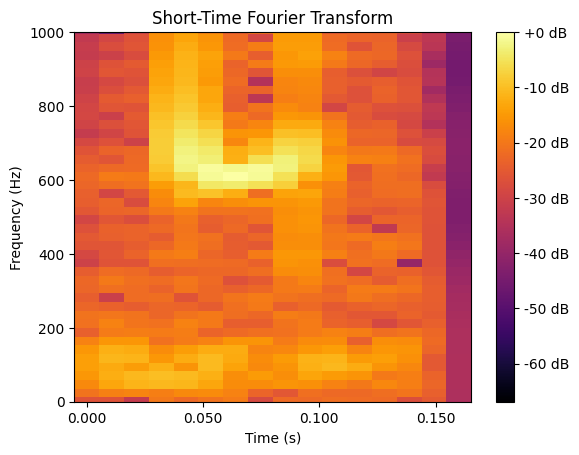 Short-Time Fourier Transform
1000
800
600
400
200
0
Frequency (Hz)
0.000
0.050
0.100
0.150
Time (s)
+0 dB
-10 dB
-20 dB
-30 dB
-40 dB
-50 dB
-60 dB